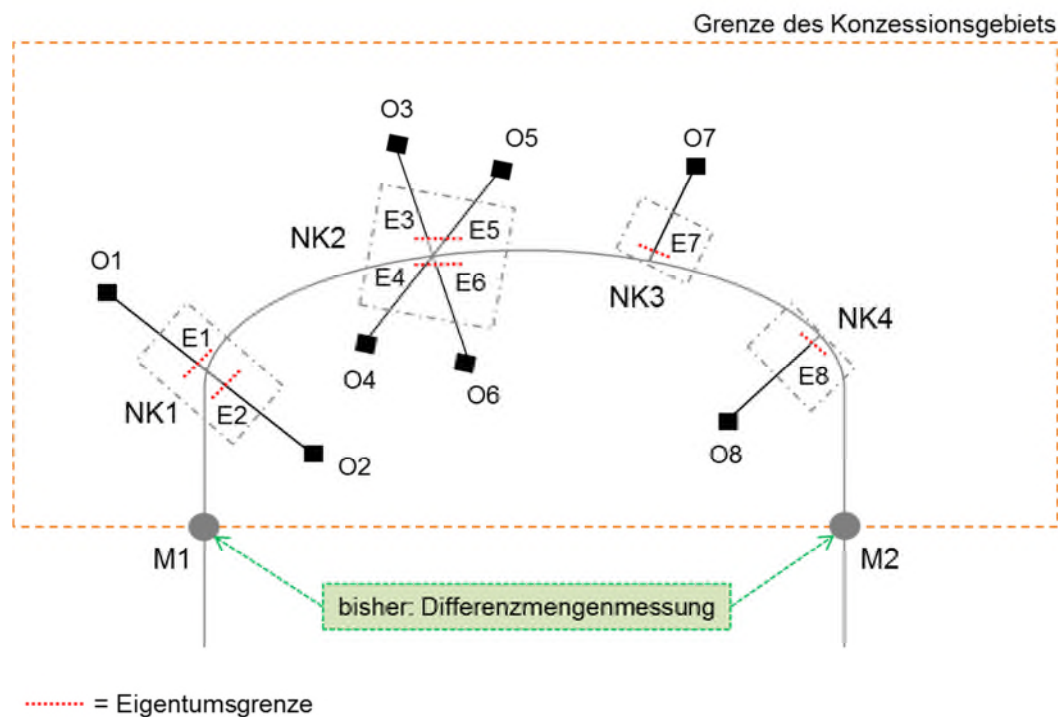 Grenze des Konzessionsgebiets
O3
O5
O7
E3
E5
NK2
E7
O1
E4
E6
NK3
NK4
E1
O4
O6
E8
NK1
E2
O8
O2
M1
M2
bisher: Differenzmengenmessung
= Eigentumsgrenze